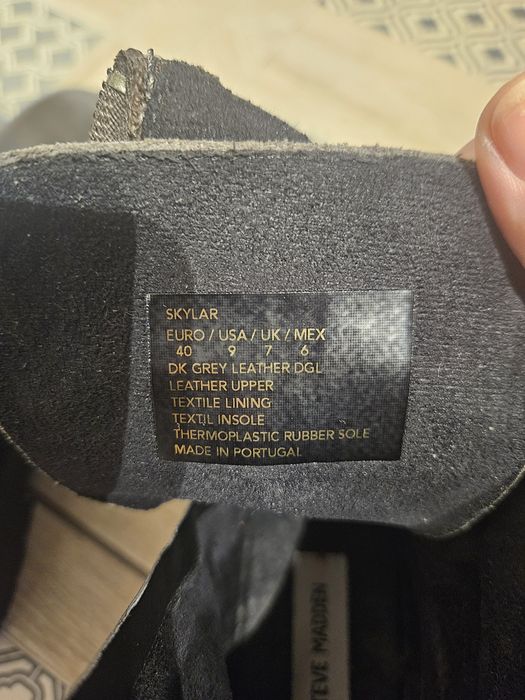 SKYLAR
EURO / USA / UK / MEX
40 9 7 6
DK GREY LEATHER DGL
LEATHER UPPER
TEXTILE LINING
TEXTIL INSOLE
THERMOPLASTIC RUBBER SOLE
MADE IN PORTUGAL
TEVE MADDEN